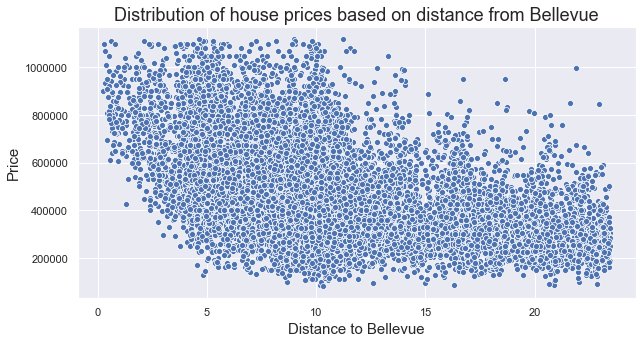 Distribution of house prices based on distance from Bellevue
Price
1000000
800000
600000
400000
200000
0 5 10 15 20
Distance to Bellevue